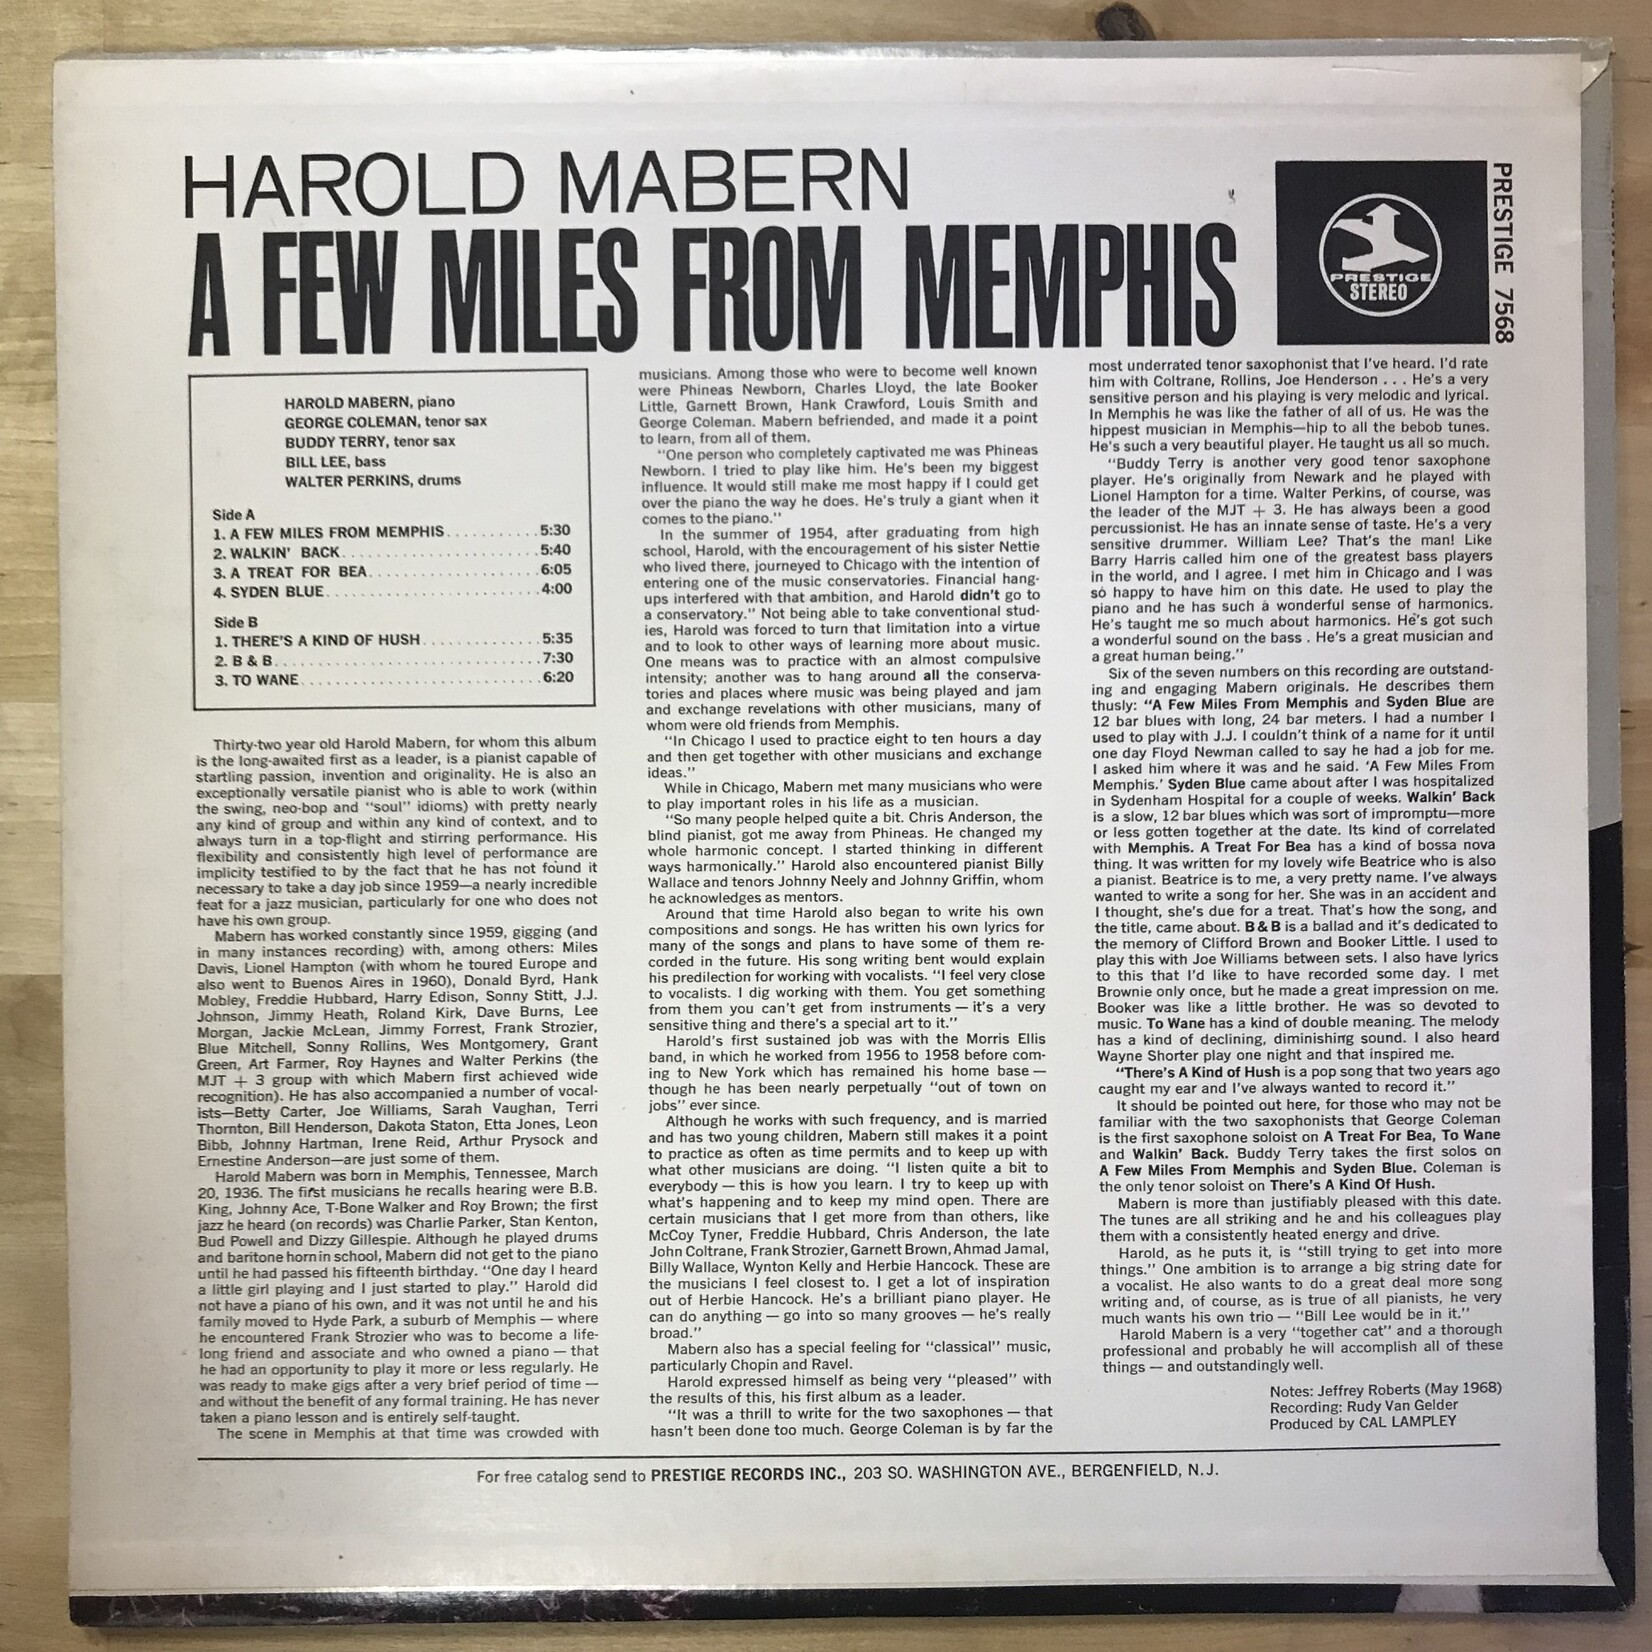 HAROLD MABERN
A FEW MILES FROM MEMPHIS
PRESTIGE
STEREO
PRESTIGE 7568
HAROLD MABERN, piano
GEORGE COLEMAN, tenor sax
BUDDY TERRY, tenor sax
BILL LEE, bass
WALTER PERKINS, drums
Side A
1. A FEW MILES FROM MEMPHIS...........5:30
2. WALKIN' BACK.......................5:40
3. A TREAT FOR BEA....................6:05
4. SYDEN BLUE.........................4:00
Side B
1. THERE'S A KIND OF HUSH.............5:35
2. B & B..............................7:30
3. TO WANE............................6:20
Thirty-two year old Harold Mabern, for whom this album
is the long-awaited first as a leader, is a pianist capable of
startling passion, invention and originality. He is also an
exceptionally versatile pianist who is able to work (within
the swing, neo-bop and "soul" idioms) with pretty nearly
any kind of group and within any kind of context, and to
always turn in a top-flight and stirring performance. His
flexibility and consistently high level of performance are
implicity testified to by the fact that he has not found it
necessary to take a day job since 1959—a nearly incredible
feat for a jazz musician, particularly for one who does not
have his own group.
Mabern has worked constantly since 1959, gigging (and
in many instances recording) with, among others: Miles
Davis, Lionel Hampton (with whom he toured Europe and
also went to Buenos Aires in 1960), Donald Byrd, Hank
Mobley, Freddie Hubbard, Harry Edison, Sonny Stitt, J.J.
Johnson, Jimmy Heath, Roland Kirk, Dave Burns, Lee
Morgan, Jackie McLean, Jimmy Forrest, Frank Strozier,
Blue Mitchell, Sonny Rollins, Wes Montgomery, Grant
Green, Art Farmer, Roy Haynes and Walter Perkins (the
MJT + 3 group with which Mabern first achieved wide
recognition). He has also accompanied a number of vocal-
ists—Betty Carter, Joe Williams, Sarah Vaughan, Terri
Thornton, Bill Henderson, Dakota Staton, Etta Jones, Leon
Bibb, Johnny Hartman, Irene Reid, Arthur Prysock and
Ernestine Anderson—are just some of them.
Harold Mabern was born in Memphis, Tennessee, March
20, 1936. The first musicians he recalls hearing were B.B.
King, Johnny Ace, T-Bone Walker and Roy Brown; the first
jazz he heard (on records) was Charlie Parker, Stan Kenton,
Bud Powell and Dizzy Gillespie. Although he played drums
and baritone horn in school, Mabern did not get to the piano
until he had passed his fifteenth birthday. "One day I heard
a little girl playing and I just started to play." Harold did
not have a piano of his own, and it was not until he and his
family moved to Hyde Park, a suburb of Memphis — where
he encountered Frank Strozier who was to become a life-
long friend and associate and who owned a piano — that
he had an opportunity to play it more or less regularly. He
was ready to make gigs after a very brief period of time —
and without the benefit of any formal training. He has never
taken a piano lesson and is entirely self-taught.
The scene in Memphis at that time was crowded with
musicians. Among those who were to become well known
were Phineas Newborn, Charles Lloyd, the late Booker
Little, Garnett Brown, Hank Crawford, Louis Smith and
George Coleman. Mabern befriended, and made it a point
to learn, from all of them.
"One person who completely captivated me was Phineas
Newborn. I tried to play like him. He's been my biggest
influence. It would still make me most happy if I could get
over the piano the way he does. He's truly a giant when it
comes to the piano."
In the summer of 1954, after graduating from high
school, Harold, with the encouragement of his sister Nettie
who lived there, journeyed to Chicago with the intention of
entering one of the music conservatories. Financial hang-
ups interfered with that ambition, and Harold didn't go to
a conservatory." Not being able to take conventional stud-
ies, Harold was forced to turn that limitation into a virtue
and to look to other ways of learning more about music.
One means was to practice with an almost compulsive
intensity; another was to hang around all the conserva-
tories and places where music was being played and jam
and exchange revelations with other musicians, many of
whom were old friends from Memphis.
"In Chicago I used to practice eight to ten hours a day
and then get together with other musicians and exchange
ideas."
While in Chicago, Mabern met many musicians who were
to play important roles in his life as a musician.
"So many people helped quite a bit. Chris Anderson, the
blind pianist, got me away from Phineas. He changed my
whole harmonic concept. I started thinking in different
ways harmonically." Harold also encountered pianist Billy
Wallace and tenors Johnny Neely and Johnny Griffin, whom
he acknowledges as mentors.
Around that time Harold also began to write his own
compositions and songs. He has written his own lyrics for
many of the songs and plans to have some of them re-
corded in the future. His song writing bent would explain
his predilection for working with vocalists. "I feel very close
to vocalists. I dig working with them. You get something
from them you can't get from instruments — it's a very
sensitive thing and there's a special art to it."
Harold's first sustained job was with the Morris Ellis
band, in which he worked from 1956 to 1958 before com-
ing to New York which has remained his home base —
though he has been nearly perpetually "out of town on
jobs" ever since.
Although he works with such frequency, and is married
and has two young children, Mabern still makes it a point
to practice as often as time permits and to keep up with
what other musicians are doing. "I listen quite a bit to
everybody — this is how you learn. I try to keep up with
what's happening and to keep my mind open. There are
certain musicians that I get more from than others, like
McCoy Tyner, Freddie Hubbard, Chris Anderson, the late
John Coltrane, Frank Strozier, Garnett Brown, Ahmad Jamal,
Billy Wallace, Wynton Kelly and Herbie Hancock. These are
the musicians I feel closest to. I get a lot of inspiration
out of Herbie Hancock. He's a brilliant piano player. He
can do anything — go into so many grooves — he's really
broad."
Mabern also has a special feeling for "classical" music,
particularly Chopin and Ravel.
Harold expressed himself as being very "pleased" with
the results of this, his first album as a leader.
"It was a thrill to write for the two saxophones — that
hasn't been done too much. George Coleman is by far the
most underrated tenor saxophonist that I've heard. I'd rate
him with Coltrane, Rollins, Joe Henderson . . . He's a very
sensitive person and his playing is very melodic and lyrical.
In Memphis he was like the father of all of us. He was the
hippest musician in Memphis—hip to all the bebob tunes.
He's such a very beautiful player. He taught us all so much.
"Buddy Terry is another very good tenor saxophone
player. He's originally from Newark and he played with
Lionel Hampton for a time. Walter Perkins, of course, was
the leader of the MJT + 3. He has always been a good
percussionist. He has an innate sense of taste. He's a very
sensitive drummer. William Lee? That's the man! Like
Barry Harris called him one of the greatest bass players
in the world, and I agree. I met him in Chicago and I was
so happy to have him on this date. He used to play the
piano and he has such a wonderful sense of harmonics.
He's taught me so much about harmonics. He's got such
a wonderful sound on the bass . He's a great musician and
a great human being."
Six of the seven numbers on this recording are outstand-
ing and engaging Mabern originals. He describes them
thusly: "A Few Miles From Memphis and Syden Blue are
12 bar blues with long, 24 bar meters. I had a number I
used to play with J.J. I couldn't think of a name for it until
one day Floyd Newman called to say he had a job for me.
I asked him where it was and he said. 'A Few Miles From
Memphis.' Syden Blue came about after I was hospitalized
in Sydenham Hospital for a couple of weeks. Walkin' Back
is a slow, 12 bar blues which was sort of impromptu—more
or less gotten together at the date. Its kind of correlated
with Memphis. A Treat For Bea has a kind of bossa nova
thing. It was written for my lovely wife Beatrice who is also
a pianist. Beatrice is to me, a very pretty name. I've always
wanted to write a song for her. She was in an accident and
I thought, she's due for a treat. That's how the song, and
the title, came about. B & B is a ballad and it's dedicated to
the memory of Clifford Brown and Booker Little. I used to
play this with Joe Williams between sets. I also have lyrics
to this that I'd like to have recorded some day. I met
Brownie only once, but he made a great impression on me.
Booker was like a little brother. He was so devoted to
music. To Wane has a kind of double meaning. The melody
has a kind of declining, diminishing sound. I also heard
Wayne Shorter play one night and that inspired me.
"There's A Kind of Hush is a pop song that two years ago
caught my ear and I've always wanted to record it."
It should be pointed out here, for those who may not be
familiar with the two saxophonists that George Coleman
is the first saxophone soloist on A Treat For Bea, To Wane
and Walkin' Back. Buddy Terry takes the first solos on
A Few Miles From Memphis and Syden Blue. Coleman is
the only tenor soloist on There's A Kind Of Hush.
Mabern is more than justifiably pleased with this date.
The tunes are all striking and he and his colleagues play
them with a consistently heated energy and drive.
Harold, as he puts it, is "still trying to get into more
things." One ambition is to arrange a big string date for
a vocalist. He also wants to do a great deal more song
writing and, of course, as is true of all pianists, he very
much wants his own trio — "Bill Lee would be in it."
Harold Mabern is a very "together cat" and a thorough
professional and probably he will accomplish all of these
things — and outstandingly well.
Notes: Jeffrey Roberts (May 1968)
Recording: Rudy Van Gelder
Produced by CAL LAMPLEY
For free catalog send to PRESTIGE RECORDS INC., 203 SO. WASHINGTON AVE., BERGENFIELD, N.J.